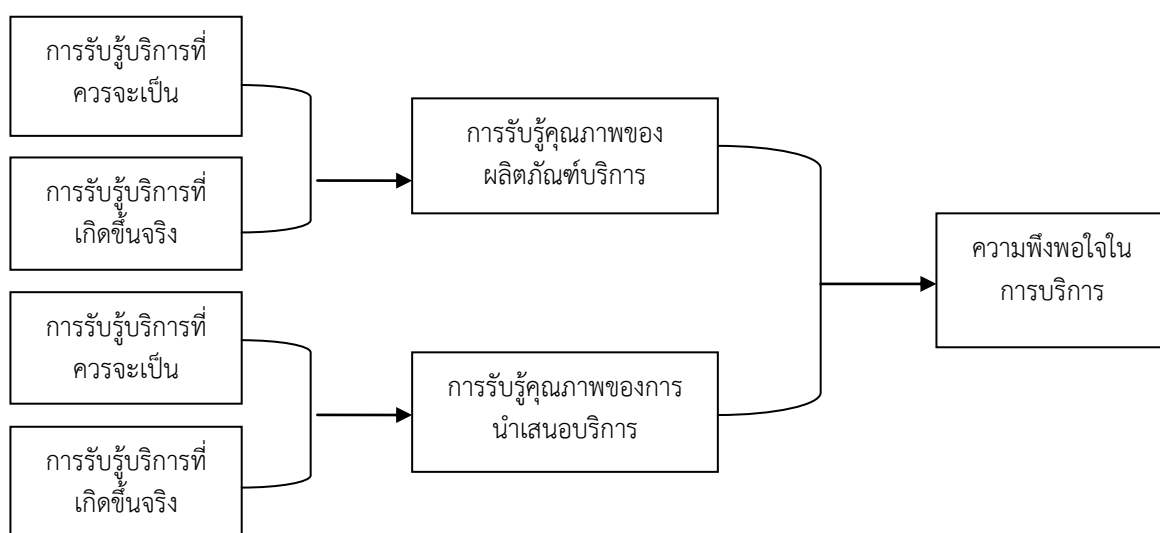 การรับรู้บริการที่
ควรจะเป็น
การรับรู้บริการที่
เกิดขึ้นจริง
การรับรู้บริการที่
ควรจะเป็น
การรับรู้บริการที่
เกิดขึ้นจริง
การรับรู้คุณภาพของ
ผลิตภัณฑ์บริการ
การรับรู้คุณภาพของการ
นำเสนอบริการ
ความพึงพอใจใน
การบริการ